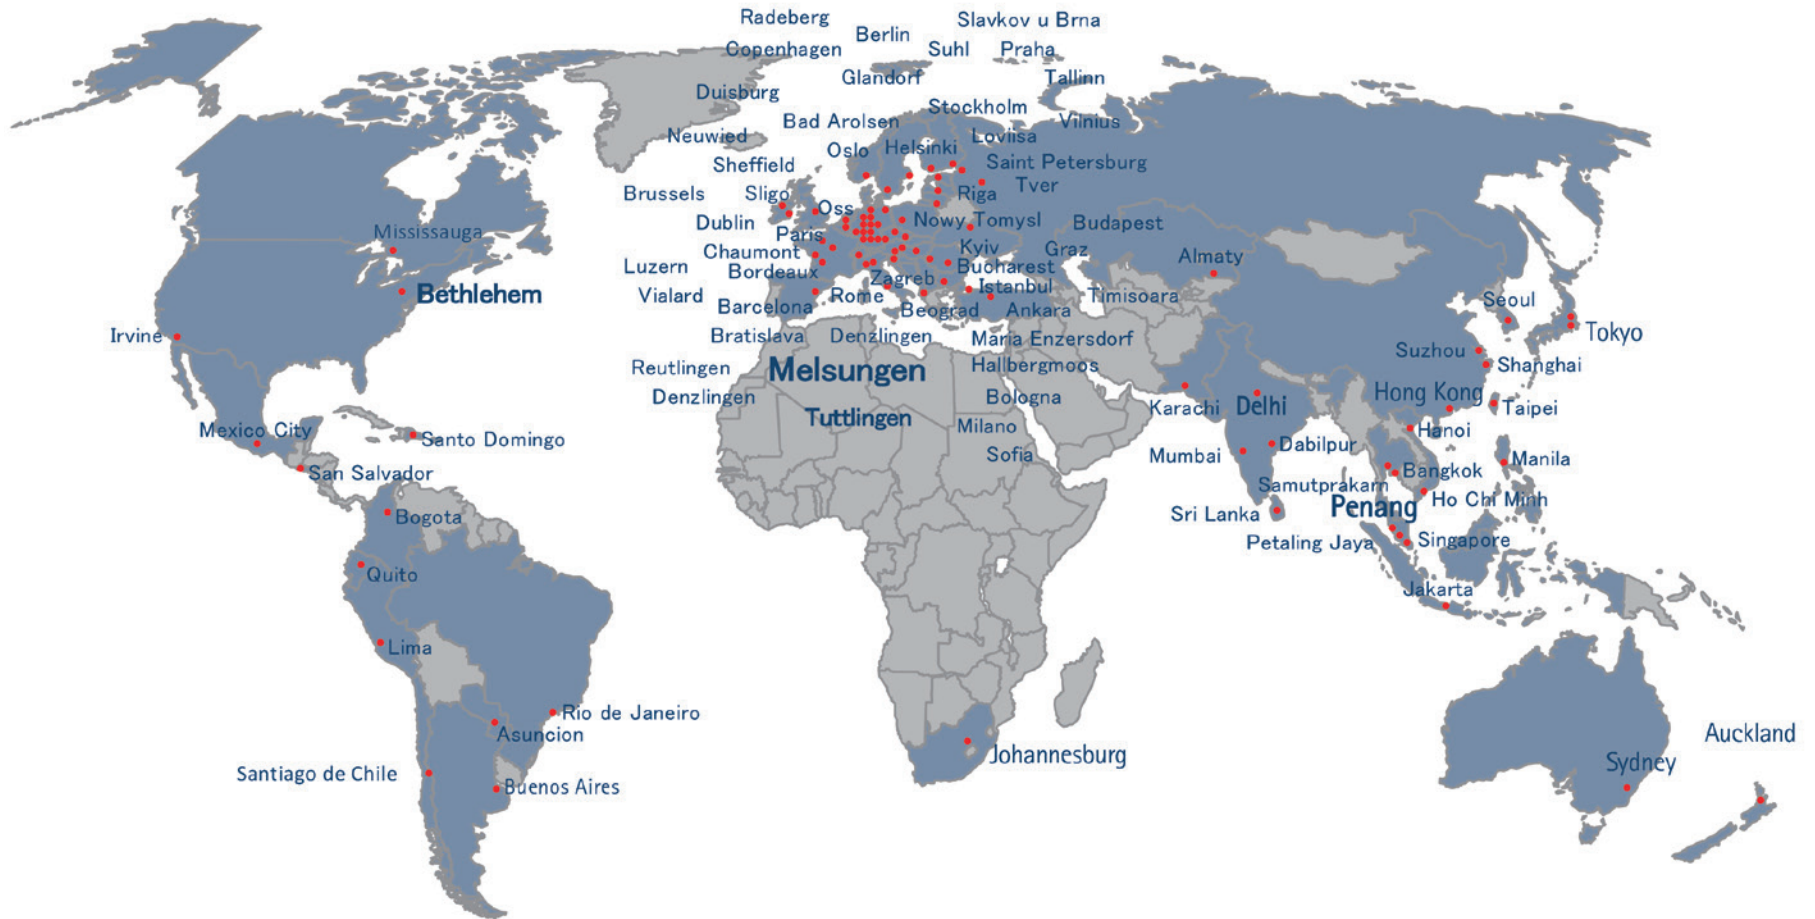 Radeberg
Slavkov u Brna
Berlin
Copenhagen
Suhl
Praha
Glandorf
Tallinn
Duisburg
Stockholm
Bad Arolsen
Vilnius
Neuwied
Loviisa
Oslo
Helsinki
Sheffield
Saint Petersburg
Tver
Brussels
Sligo
Riga
Oss
Dublin
Nowy Tomysl
Budapest
Paris
Mississauga
Chaumont
Kyiv
Graz
Almaty
Luzern
Bordeaux
Bucharest
Zagreb
Istanbul
Bethlehem
Vialard
Rome
Timisoara
Seoul
Barcelona
Beograd
Ankara
Irvine
Bratislava
Denzlingen
Maria Enzersdorf
Tokyo
Suzhou
Reutlingen
Melsungen
Hallbergmoos
Shanghai
Denzlingen
Bologna
Hong Kong
Karachi
Delhi
Taipei
Tuttlingen
Milano
Mexico City
Santo Domingo
Hanoi
Dabilpur
Sofia
Mumbai
Manila
San Salvador
Bangkok
Samutprakarn
Ho Chi Minh
Penang
Bogota
Sri Lanka
Petaling Jaya
Singapore
Quito
Jakarta
Lima
Rio de Janeiro
Asuncion
Auckland
Johannesburg
Sydney
Santiago de Chile
Buenos Aires